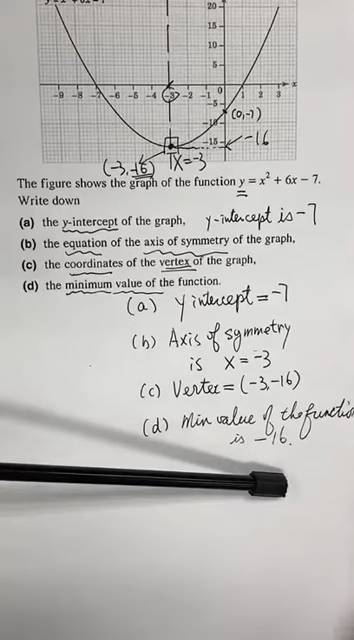 20
15
10
5
-9 -8 -7 -6 -5 -4 -3 -2 -1 0 1 2 3 x
-5
(0,-7)
-10
-15
-16
(-3,-16) x=-3
The figure shows the graph of the function y = x² + 6x − 7.
Write down
(a) the y-intercept of the graph, y-intercept is -7
(b) the equation of the axis of symmetry of the graph,
(c) the coordinates of the vertex of the graph,
(d) the minimum value of the function.
(a) y intercept = -7
(b) Axis of symmetry
is x = -3
(c) Vertex = (-3,-16)
(d) Min value of the function
is -16.